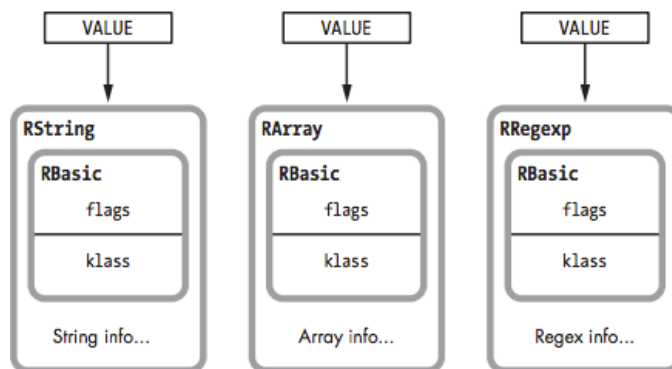 VALUE
RString
RBasic
flags
klass
String info...
VALUE
RArray
RBasic
flags
klass
Array info...
VALUE
RRegexp
RBasic
flags
klass
Regex info...